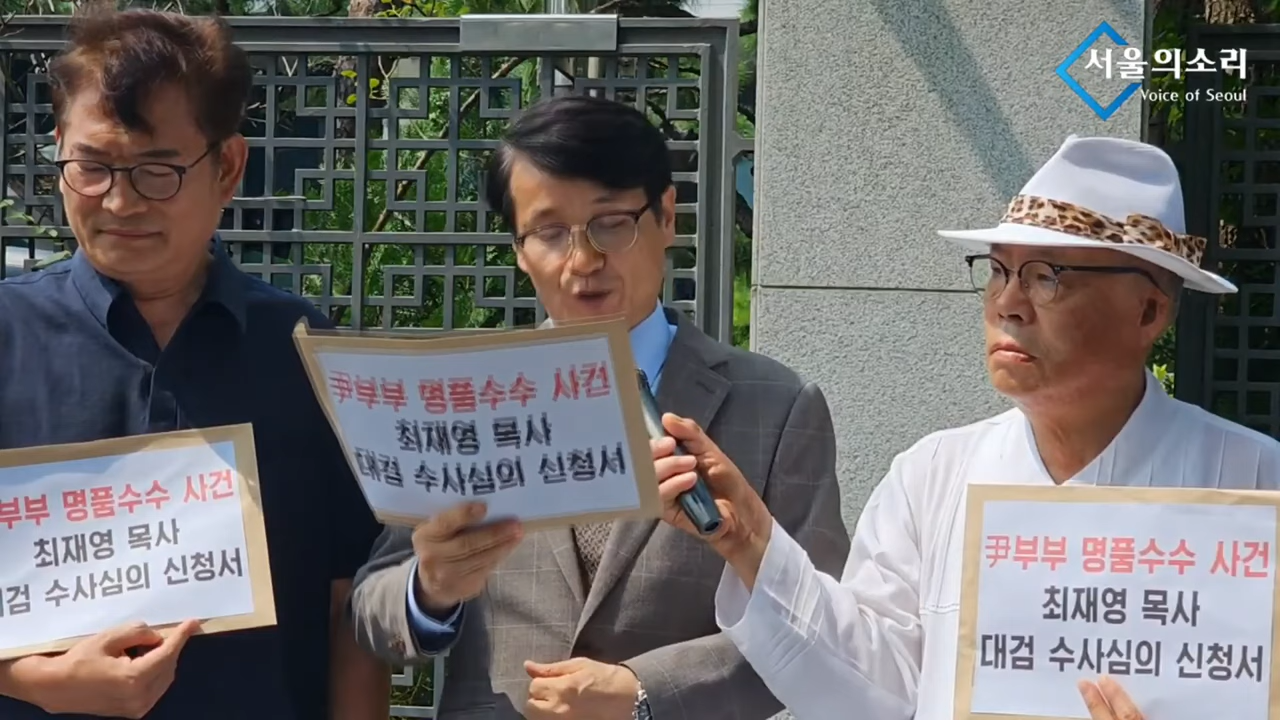 서울의소리
Voice of Seoul
부부 명품수수 사건
최재영 목사
대검 수사심의 신청서
尹부부 명품수수 사건
최재영 목사
대검 수사심의 신청서
尹부부 명품수수 사건
최재영 목사
대검 수사심의 신청서